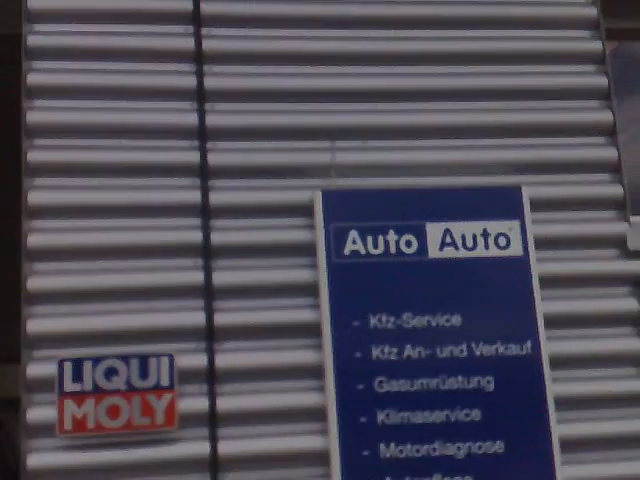 Auto Auto
- Kfz-Service
- Kfz An- und Verkauf
- Gasumrüstung
- Klimaservice
- Motordiagnose
LIQUI
MOLY